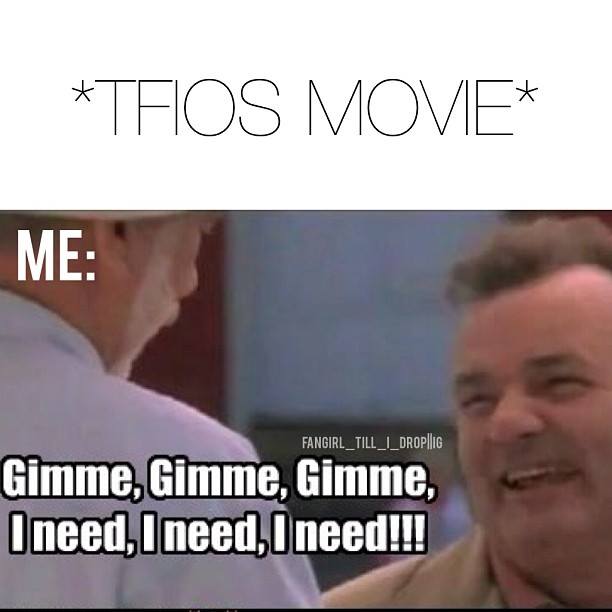 *TFIOS MOVIE*
ME:
FANGIRL_TILL_I_DROP||IG
Gimme, Gimme, Gimme,
I need, I need, I need!!!